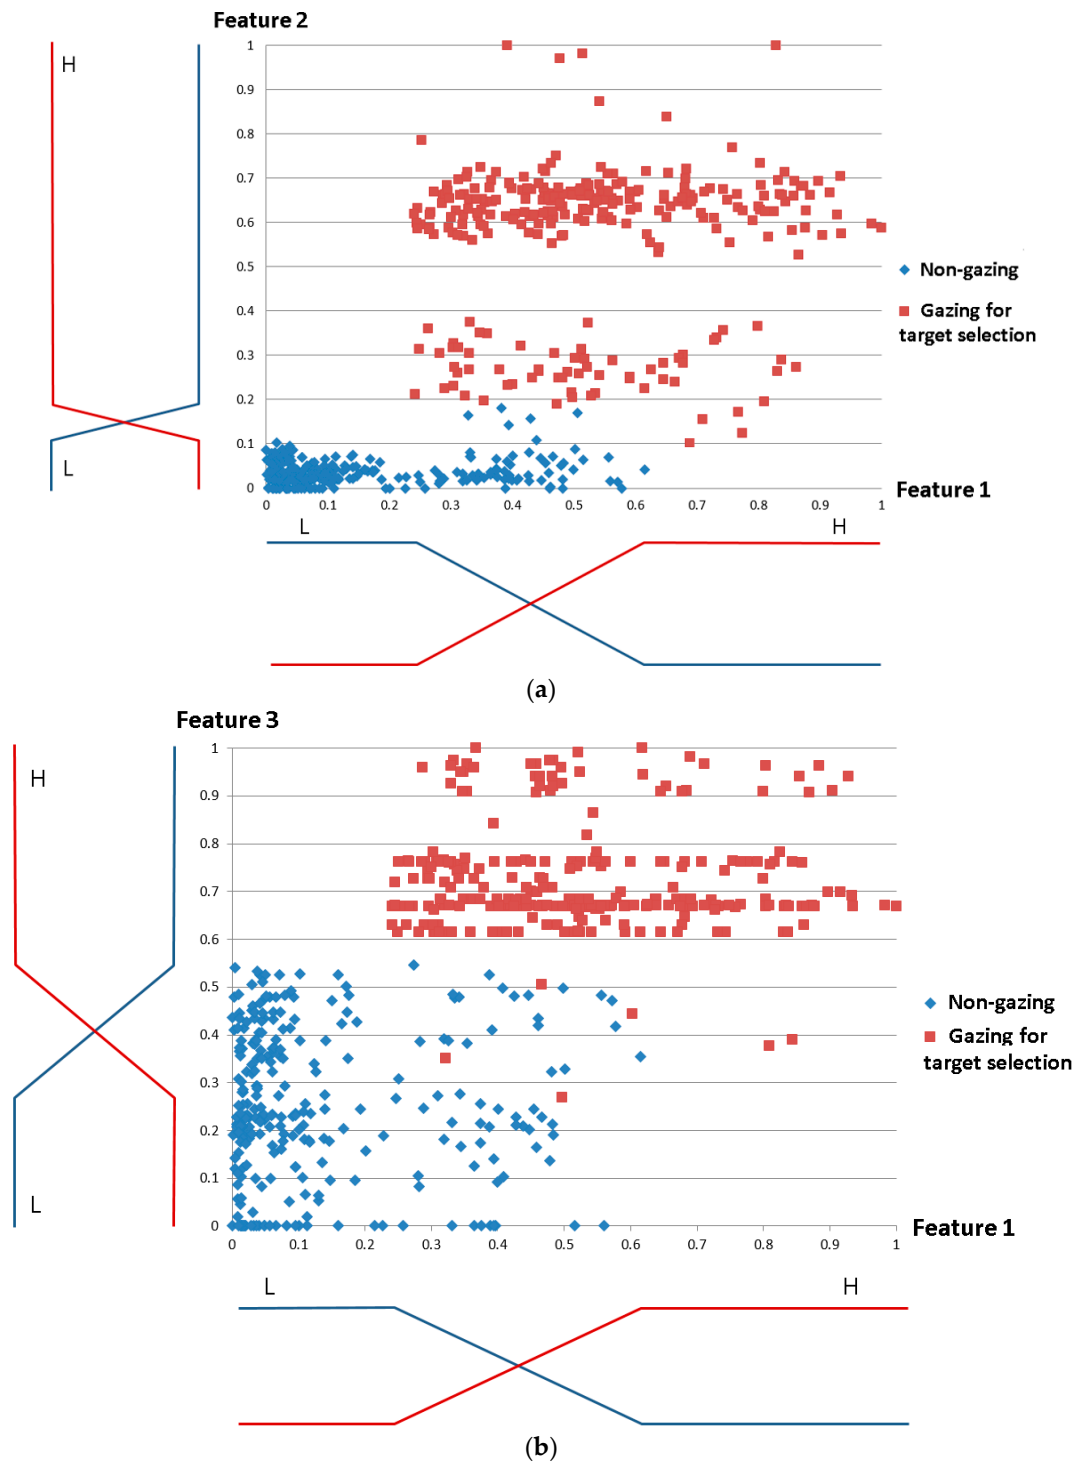 Feature 2
H
L
1
0.9
0.8
0.7
0.6
0.5
0.4
0.3
0.2
0.1
0
0 0.1 0.2 0.3 0.4 0.5 0.6 0.7 0.8 0.9 1
Feature 1
Non-gazing
Gazing for
target selection
L H
(a)
Feature 3
H
L
1
0.9
0.8
0.7
0.6
0.5
0.4
0.3
0.2
0.1
0
0 0.1 0.2 0.3 0.4 0.5 0.6 0.7 0.8 0.9 1
Feature 1
Non-gazing
Gazing for
target selection
L H
(b)